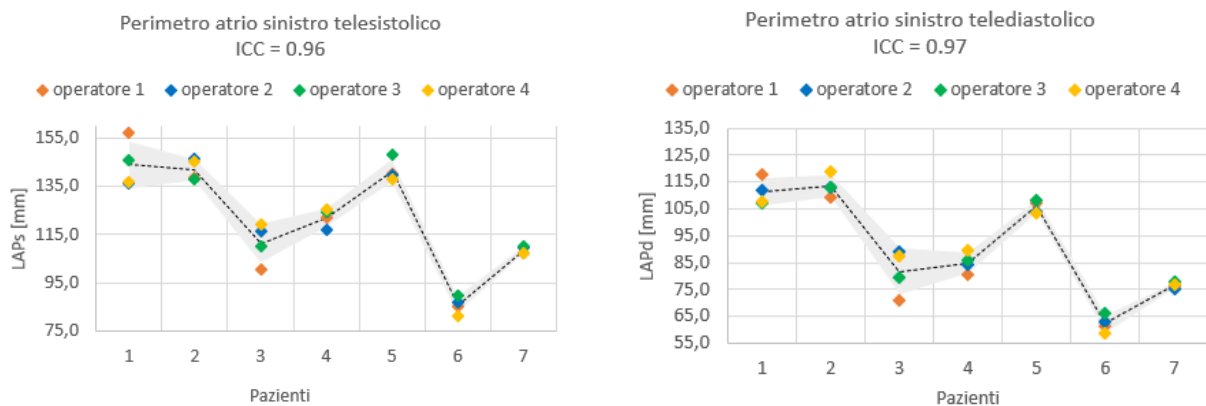 Perimetro atrio sinistro telesistolico
ICC = 0.96
operatore 1 operatore 2 operatore 3 operatore 4
155,0
135,0
115,0
95,0
75,0
LAPs [mm]
1 2 3 4 5 6 7
Pazienti
Perimetro atrio sinistro telediastolico
ICC = 0.97
operatore 1 operatore 2 operatore 3 operatore 4
135,0
125,0
115,0
105,0
95,0
85,0
75,0
65,0
55,0
LAPd [mm]
1 2 3 4 5 6 7
Pazienti